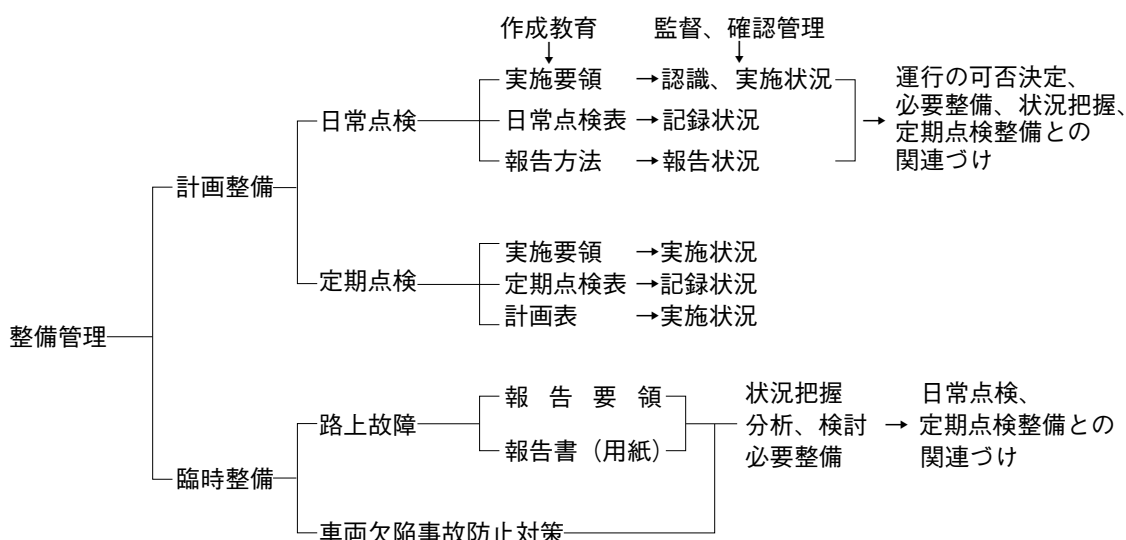 作成教育 監督、確認管理
実施要領 →認識、実施状況
日常点検 日常点検表 →記録状況
報告方法 →報告状況
→ 運行の可否決定、
必要整備、状況把握、
定期点検整備との
関連づけ
計画整備
実施要領 →実施状況
定期点検 定期点検表 →記録状況
計画表 →実施状況
整備管理
報告要領
路上故障
報告書（用紙）
状況把握
分析、検討
必要整備
→ 日常点検、
定期点検整備との
関連づけ
臨時整備
車両欠陥事故防止対策